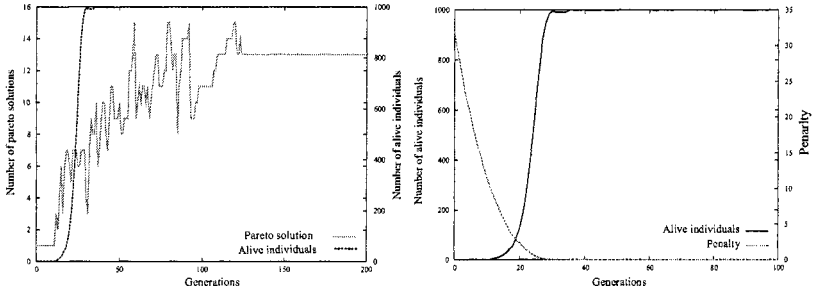 16
14
12
10
8
6
4
2
0
Number of pareto solutions
1000
800
600
400
200
0
Number of alive individuals
Pareto solution
Alive individuals
0 50 100 150 200
Generations
1000
800
600
400
200
0
Number of alive individuals
35
30
25
20
15
10
5
0
Penarlty
Alive individuals
Penalty
0 20 40 60 80 100
Generations